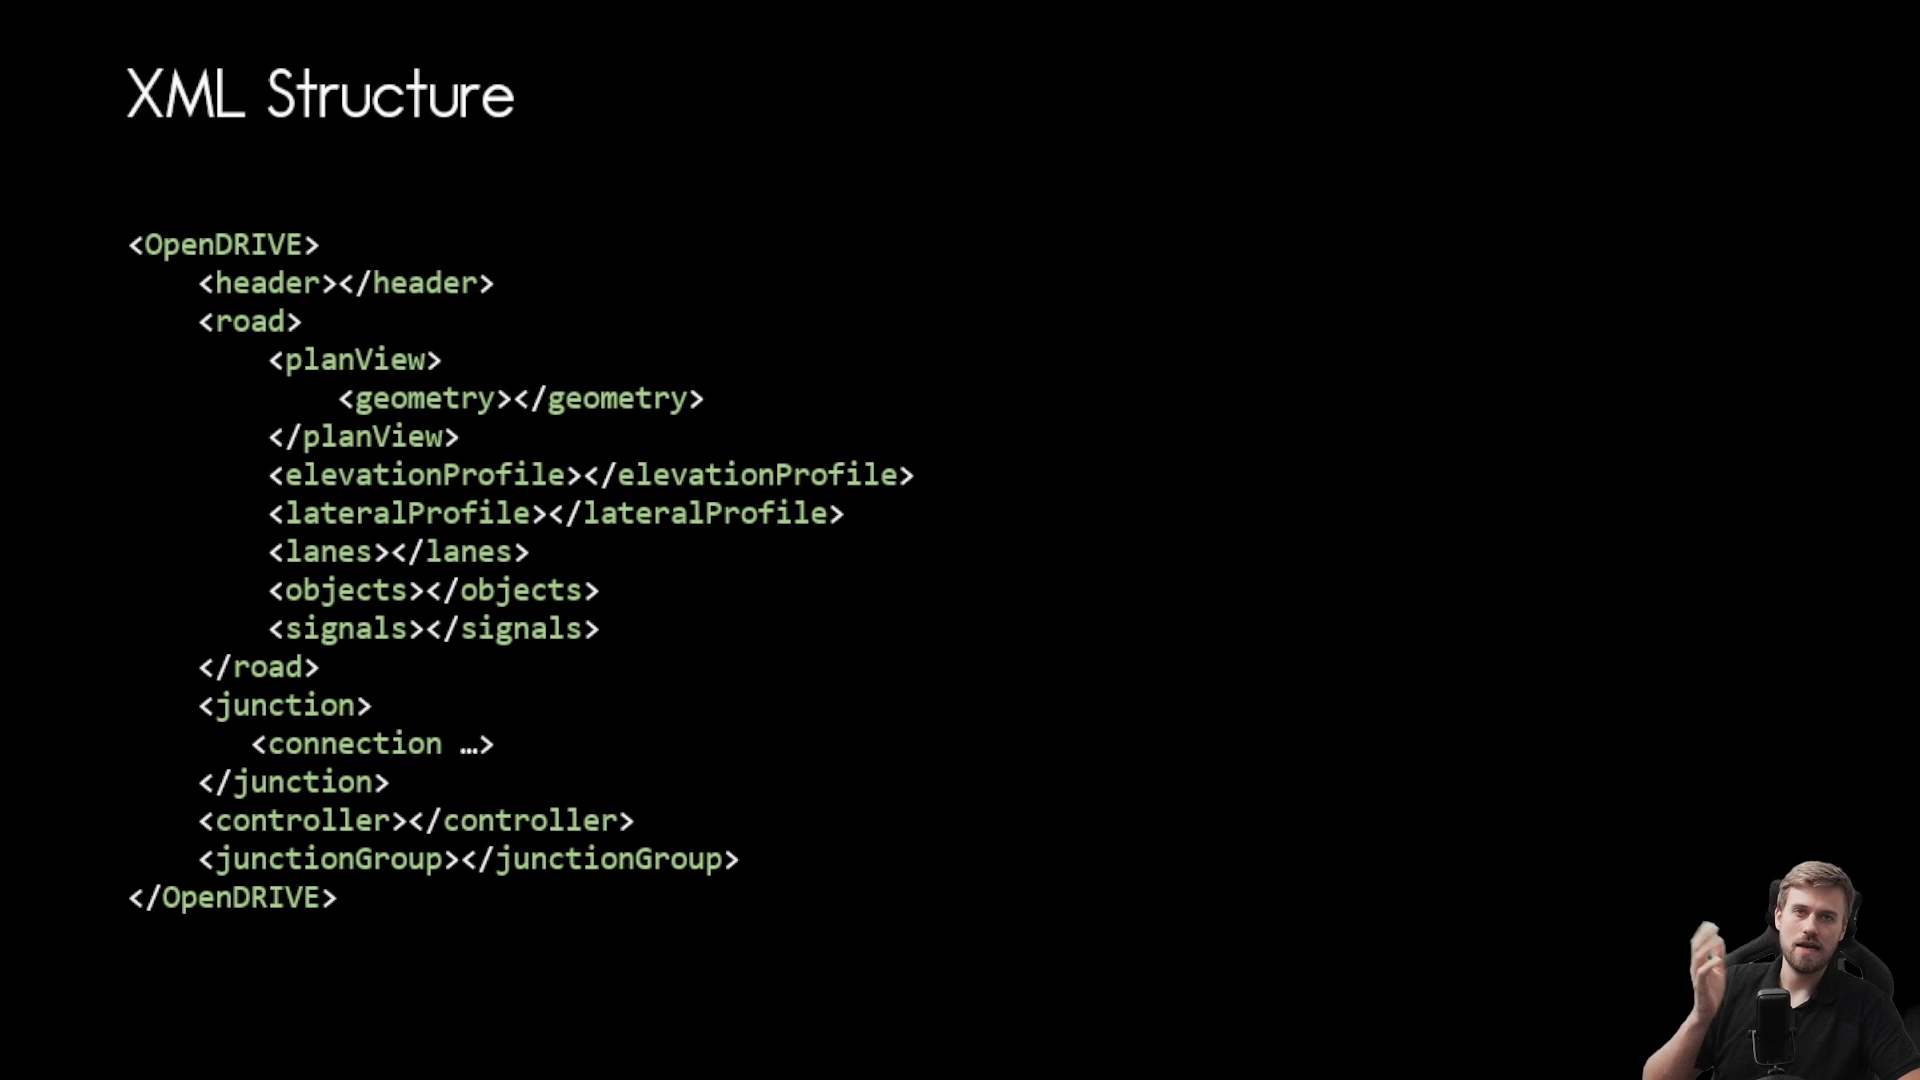 XML Structure
<OpenDRIVE>
    <header></header>
    <road>
        <planView>
            <geometry></geometry>
        </planView>
        <elevationProfile></elevationProfile>
        <lateralProfile></lateralProfile>
        <lanes></lanes>
        <objects></objects>
        <signals></signals>
    </road>
    <junction>
       <connection …>
    </junction>
    <controller></controller>
    <junctionGroup></junctionGroup>
</OpenDRIVE>